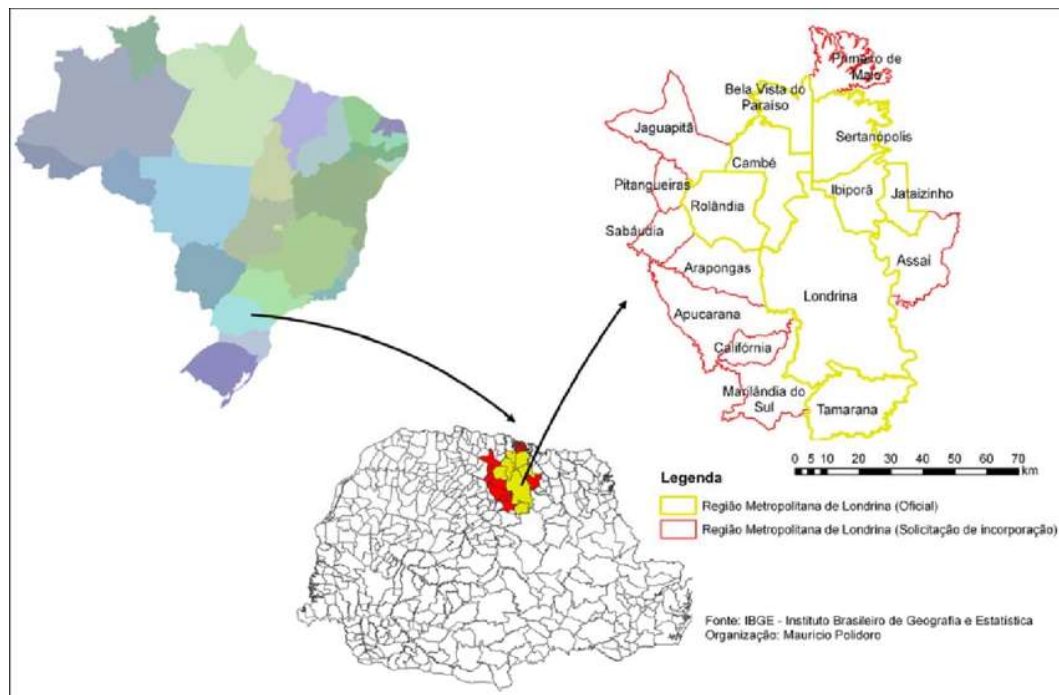 Primeiro de
Maio
Bela Vista do
Paraíso
Jaguapitã
Sertanópolis
Cambé
Pitangueiras
Ibiporã
Jataizinho
Rolândia
Sabáudia
Assaí
Arapongas
Londrina
Apucarana
Califórnia
Marilândia do
Sul
Tamarana
0 5 10 20 30 40 50 60 70
km
Legenda
Região Metropolitana de Londrina (Oficial)
Região Metropolitana de Londrina (Solicitação de incorporação)
Fonte: IBGE - Instituto Brasileiro de Geografia e Estatística
Organização: Mauricio Polidoro